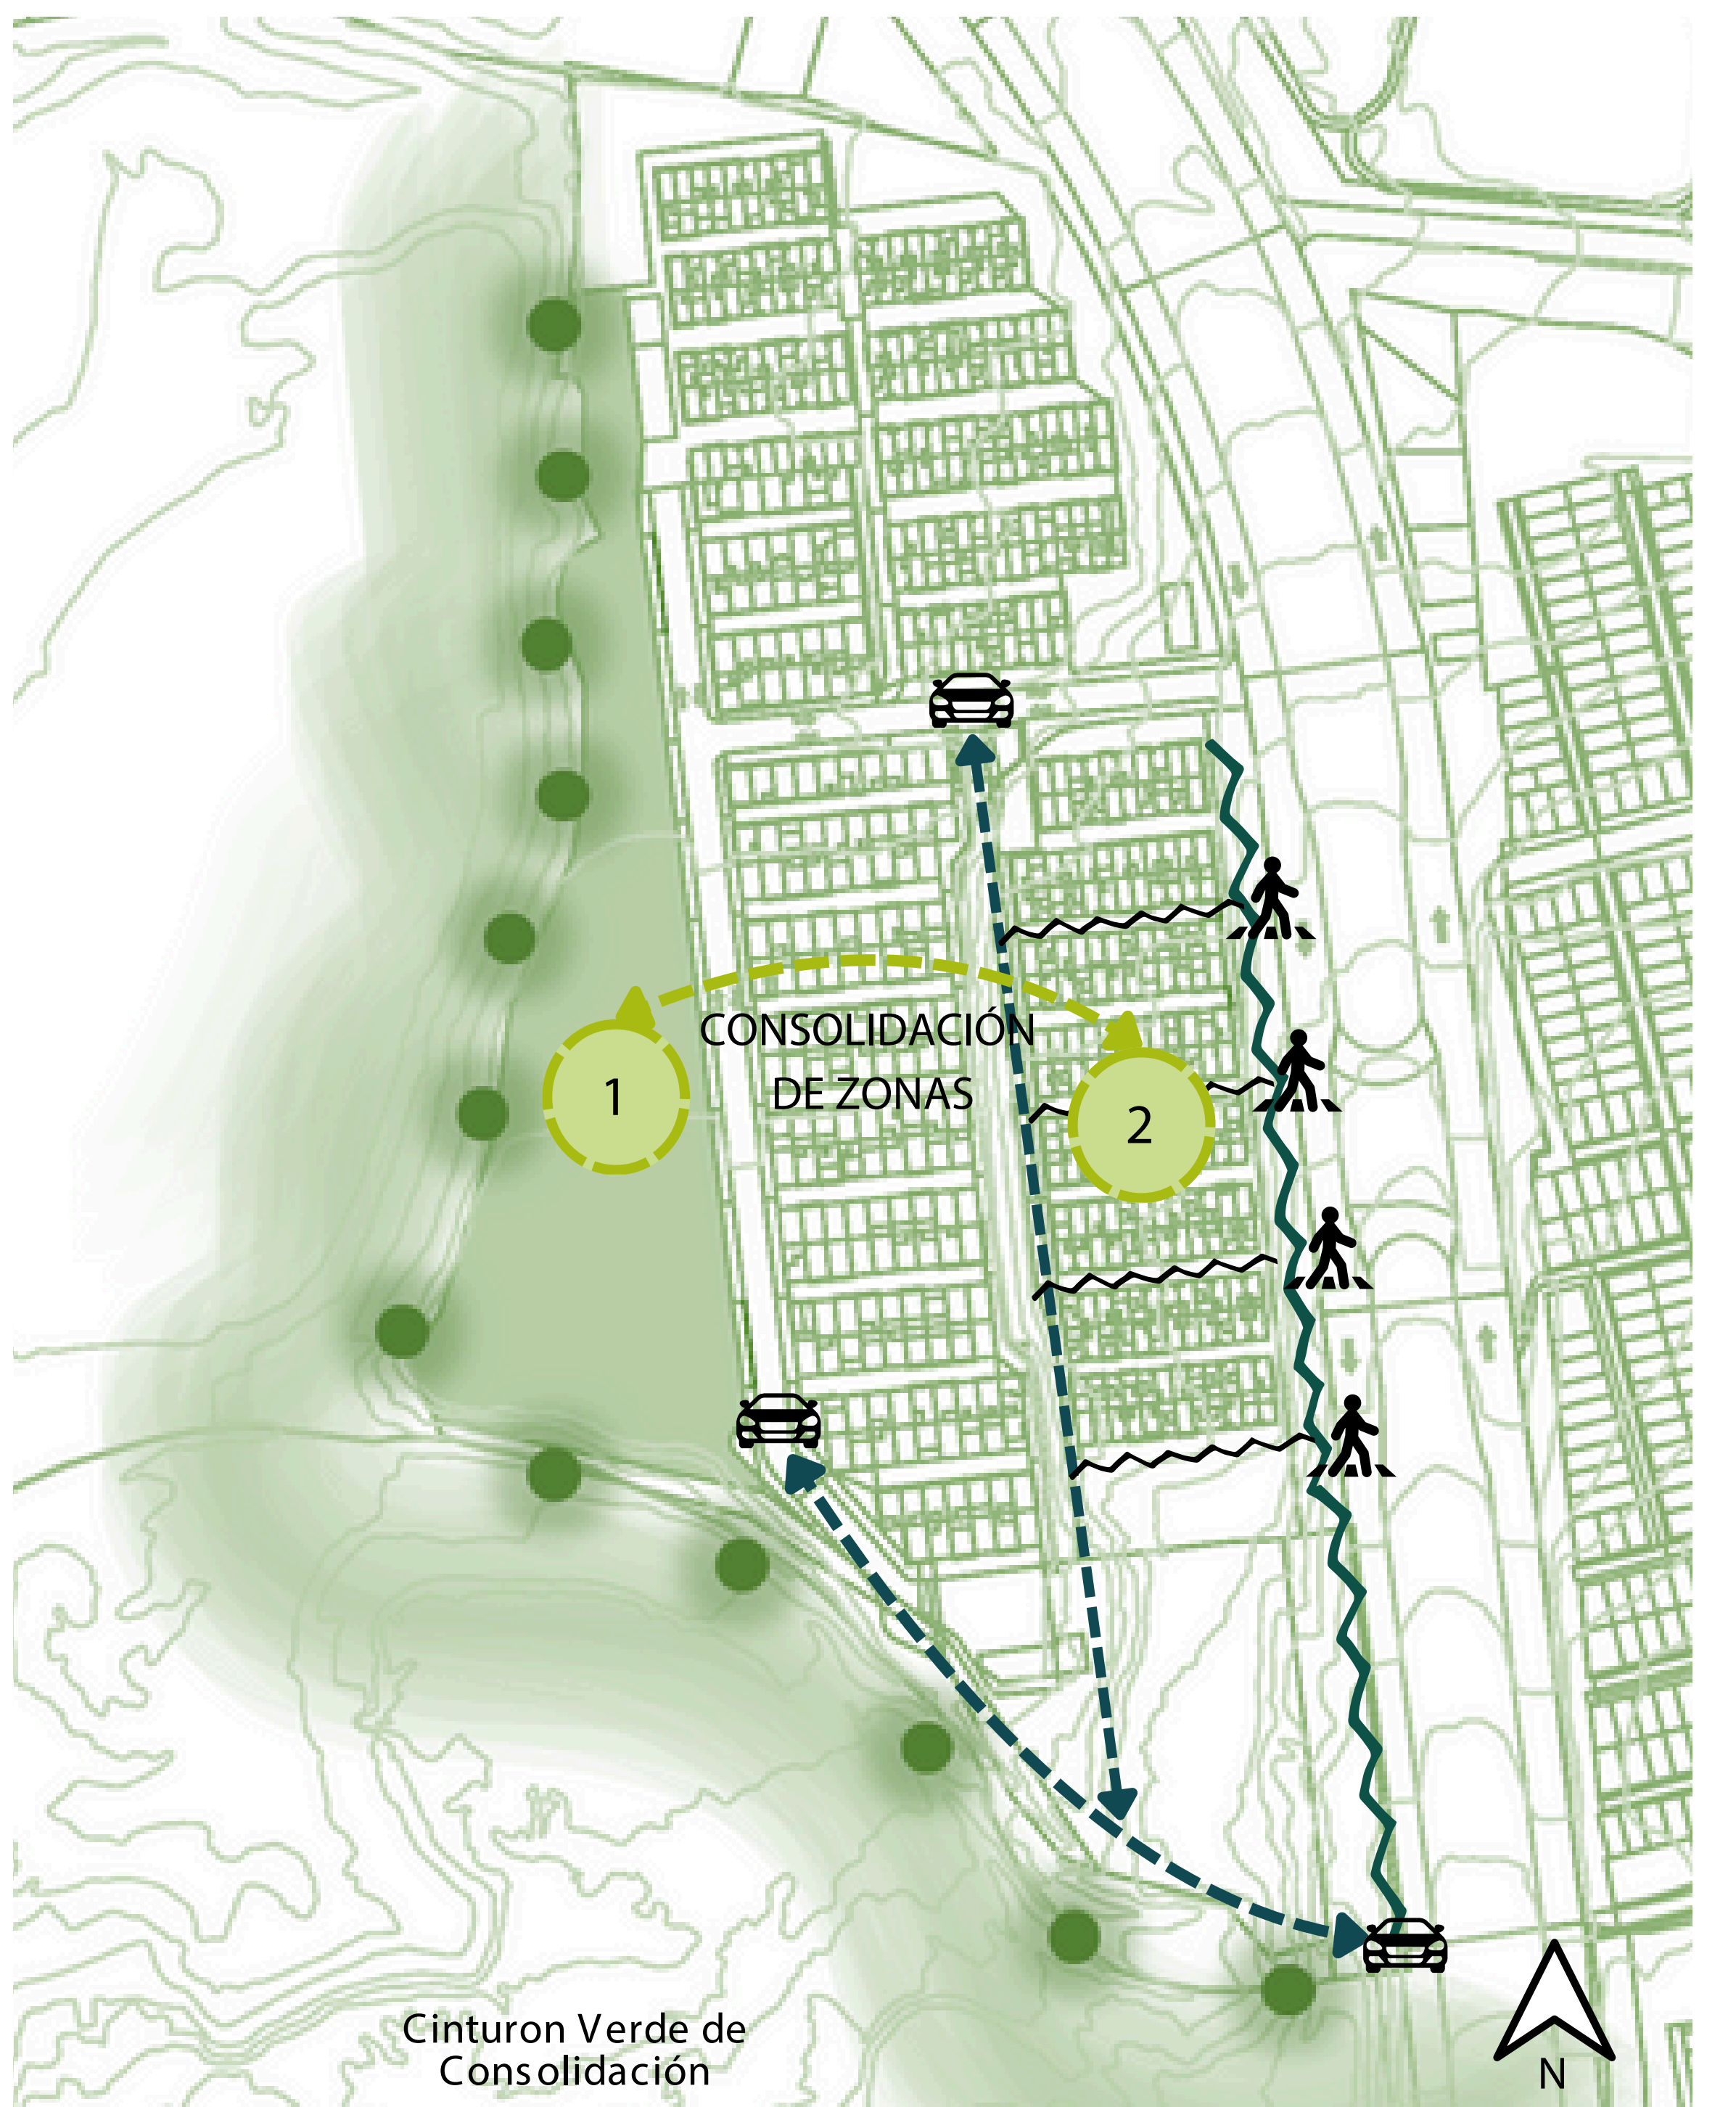 CONSOLIDACIÓN
DE ZONAS
1
2
Cinturon Verde de
Consolidación
N